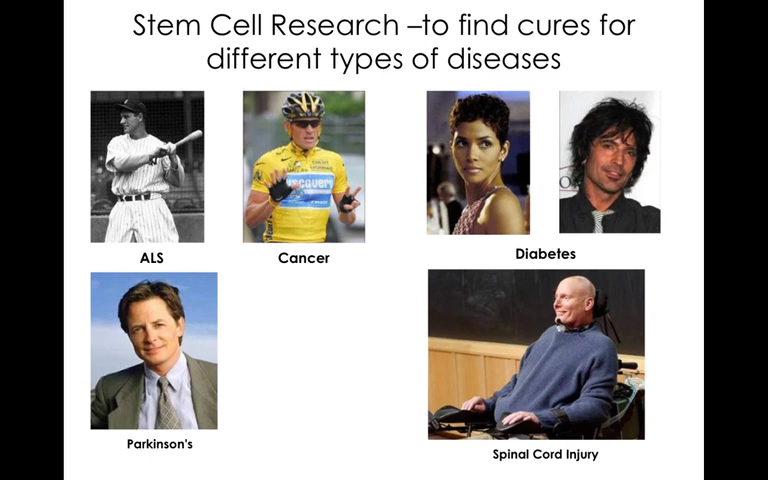 Stem Cell Research –to find cures for
different types of diseases
ALS
Cancer
Diabetes
Parkinson's
Spinal Cord Injury